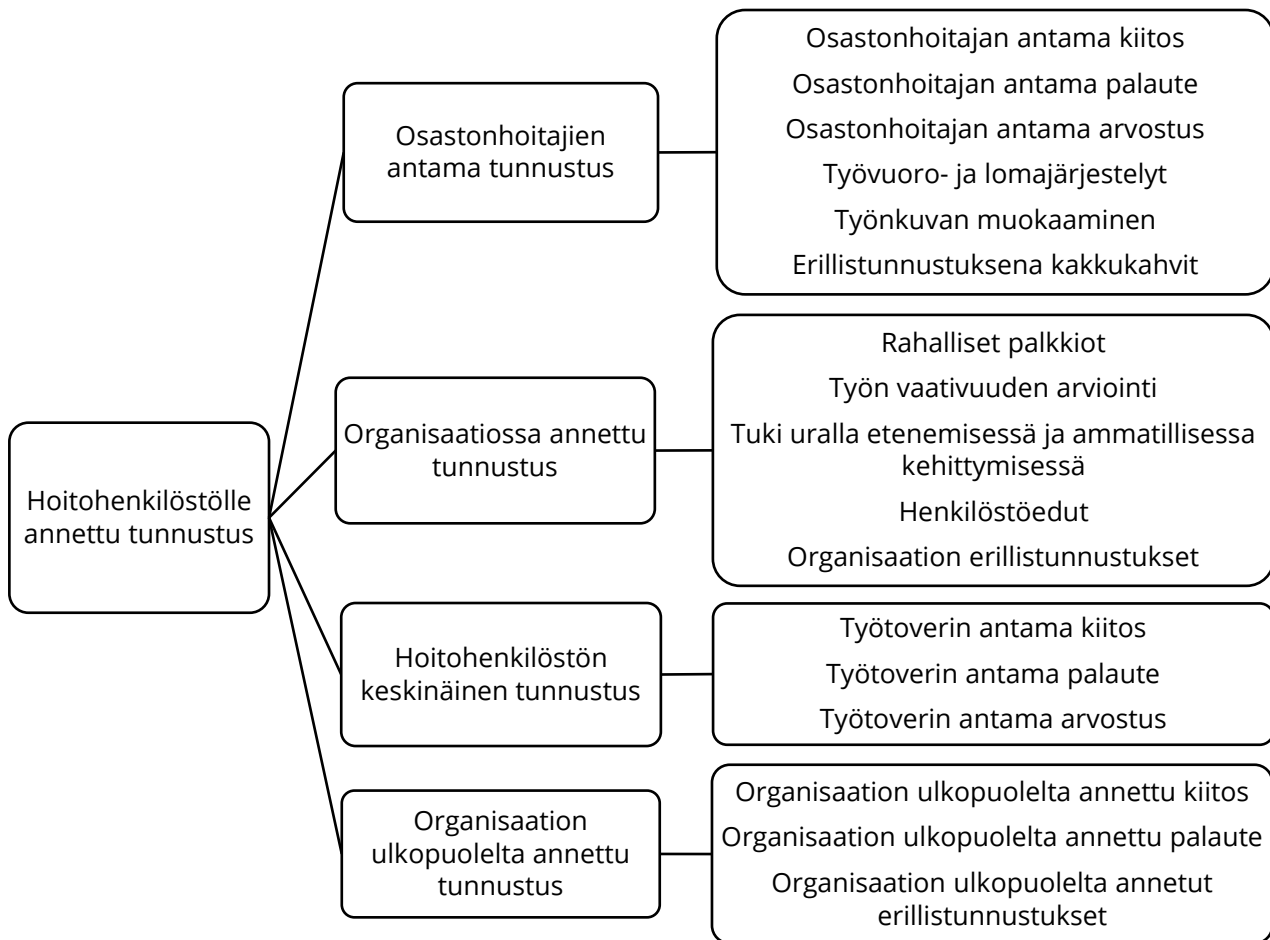 Hoitohenkilöstölle
annettu tunnustus
Osastonhoitajien
antama tunnustus
Osastonhoitajan antama kiitos
Osastonhoitajan antama palaute
Osastonhoitajan antama arvostus
Työvuoro- ja lomajärjestelyt
Työnkuvan muokaaminen
Erillistunnustuksena kakkukahvit
Organisaatiossa annettu
tunnustus
Rahalliset palkkiot
Työn vaativuuden arviointi
Tuki uralla etenemisessä ja ammatillisessa
kehittymisessä
Henkilöstöedut
Organisaation erillistunnustukset
Hoitohenkilöstön
keskinäinen tunnustus
Työtoverin antama kiitos
Työtoverin antama palaute
Työtoverin antama arvostus
Organisaation
ulkopuolelta annettu
tunnustus
Organisaation ulkopuolelta annettu kiitos
Organisaation ulkopuolelta annettu palaute
Organisaation ulkopuolelta annetut
erillistunnustukset